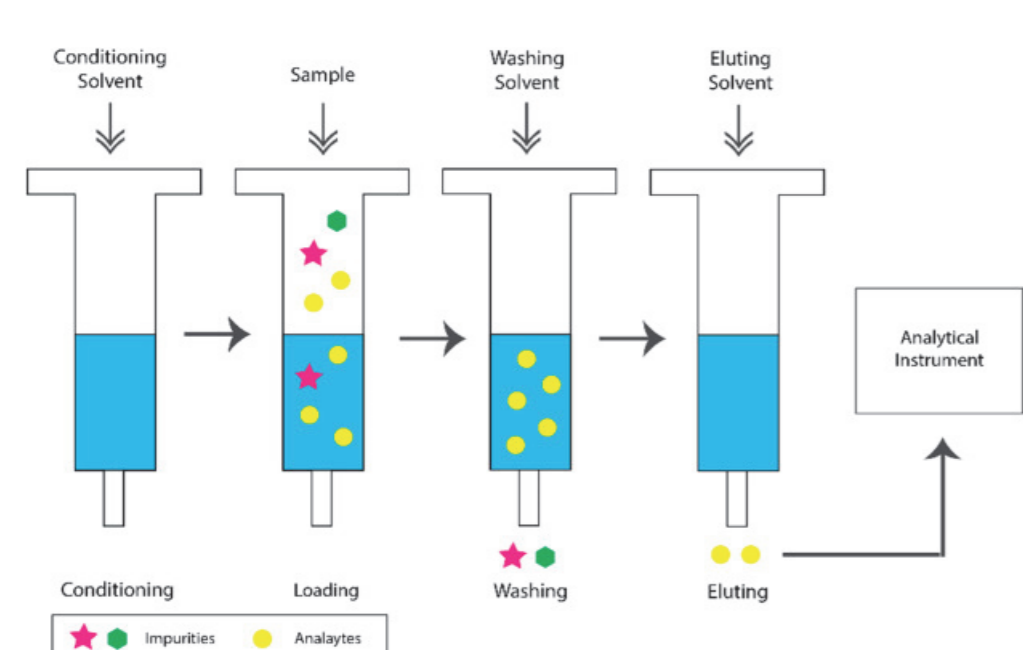 Conditioning
Solvent
Sample
Washing
Solvent
Eluting
Solvent
Analytical
Instrument
Conditioning
Loading
Washing
Eluting
Impurities
Analaytes